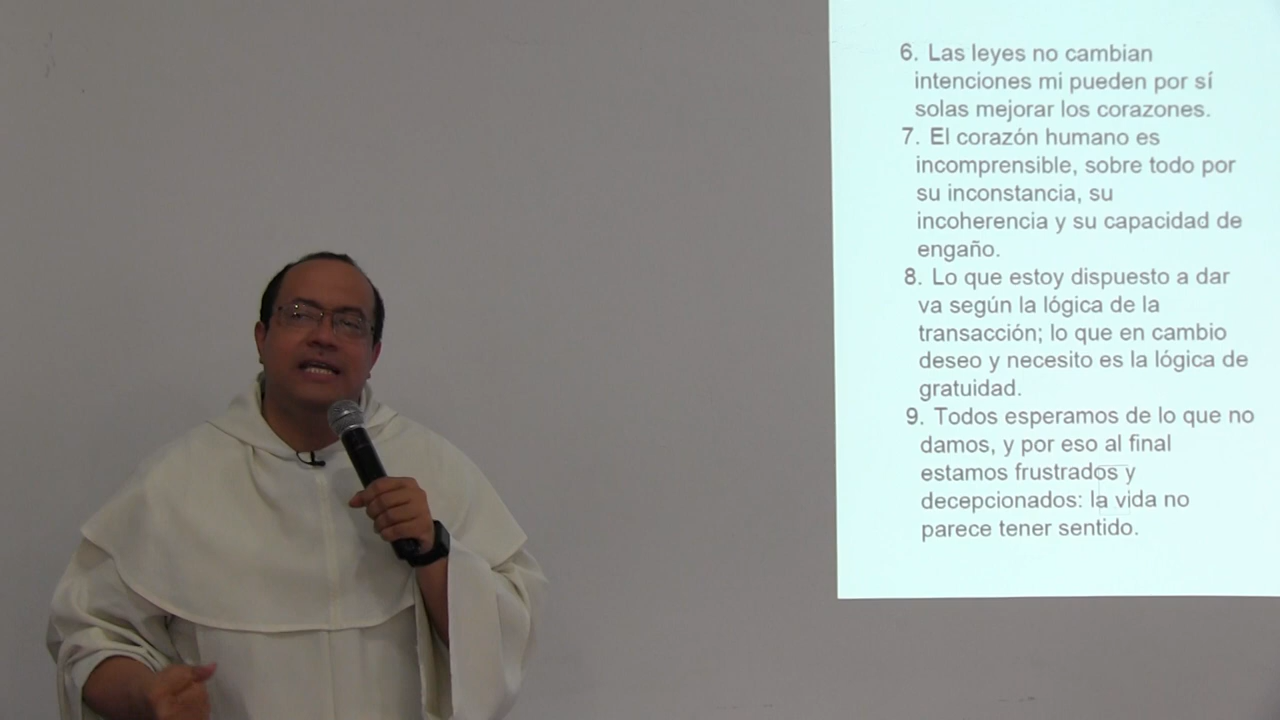 6. Las leyes no cambian
intenciones mi pueden por sí
solas mejorar los corazones.
7. El corazón humano es
incomprensible, sobre todo por
su inconstancia, su
incoherencia y su capacidad de
engaño.
8. Lo que estoy dispuesto a dar
va según la lógica de la
transacción; lo que en cambio
deseo y necesito es la lógica de
gratuidad.
9. Todos esperamos de lo que no
damos, y por eso al final
estamos frustrados y
decepcionados: la vida no
parece tener sentido.